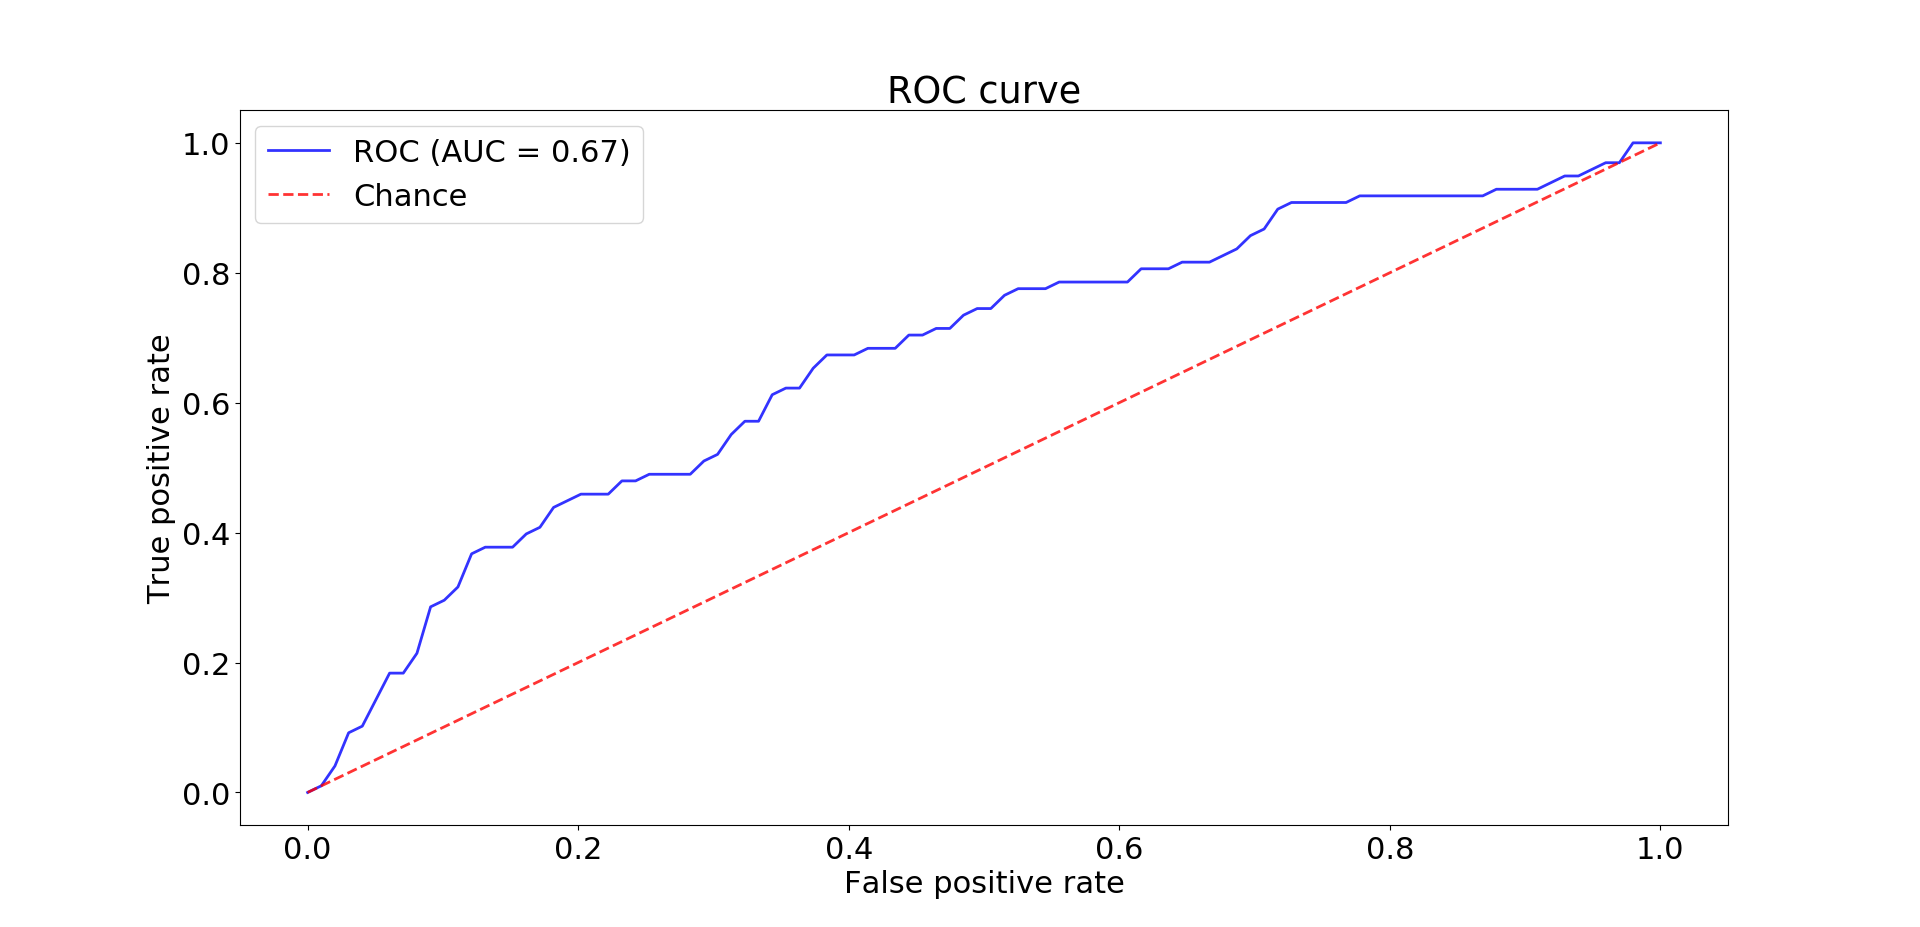 ROC curve
ROC (AUC = 0.67)
Chance
1.0
0.8
0.6
0.4
0.2
0.0
True positive rate
0.0 0.2 0.4 0.6 0.8 1.0
False positive rate